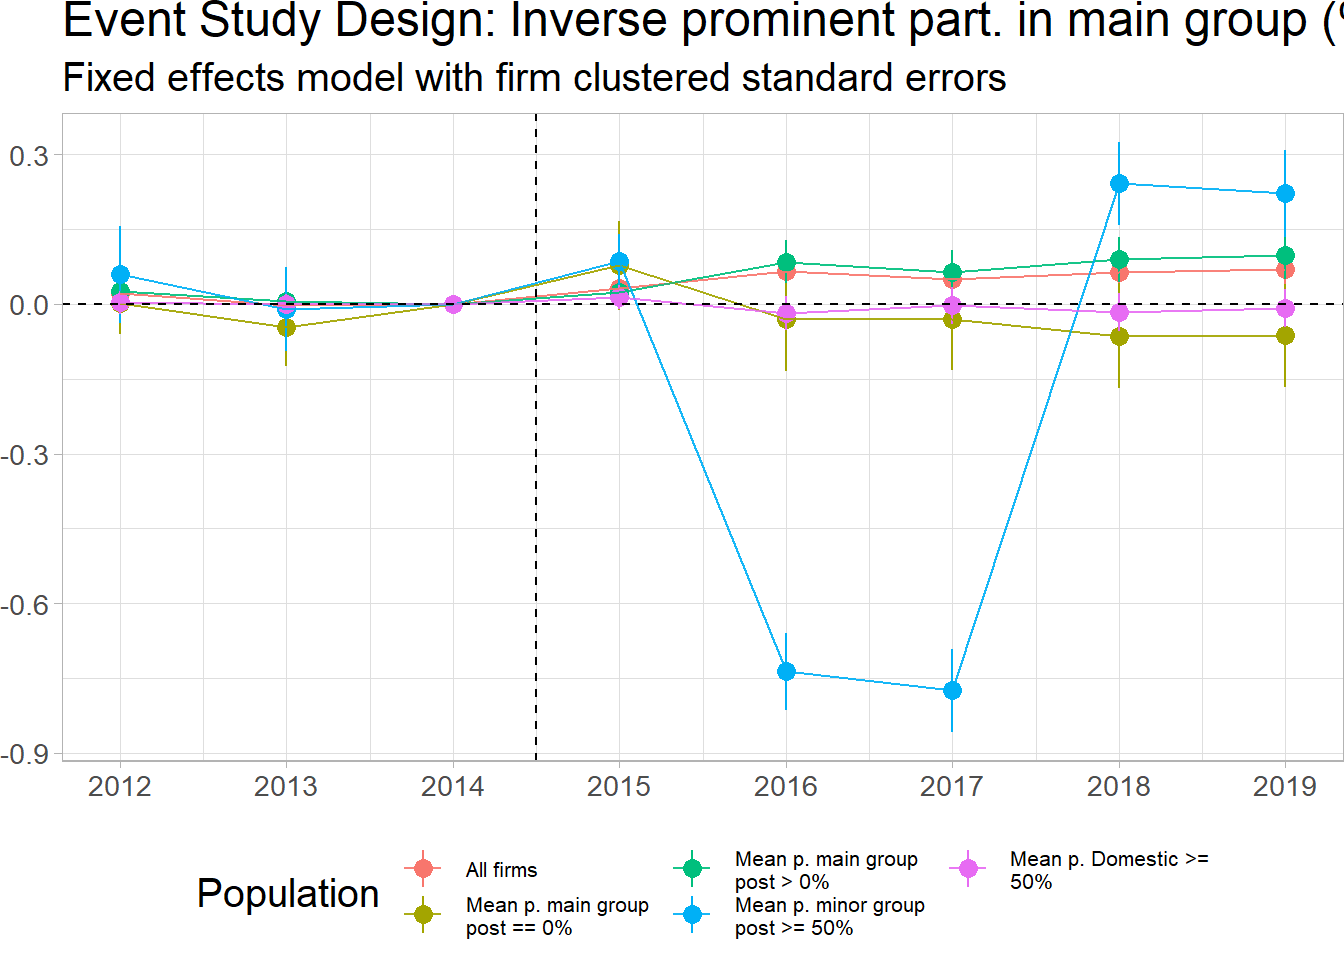 Event Study Design: Inverse prominent part. in main group (
Fixed effects model with firm clustered standard errors
0.3
0.0
-0.3
-0.6
-0.9
2012 2013 2014 2015 2016 2017 2018 2019
Population
All firms
Mean p. main group
post == 0%
Mean p. main group
post > 0%
Mean p. minor group
post >= 50%
Mean p. Domestic >=
50%